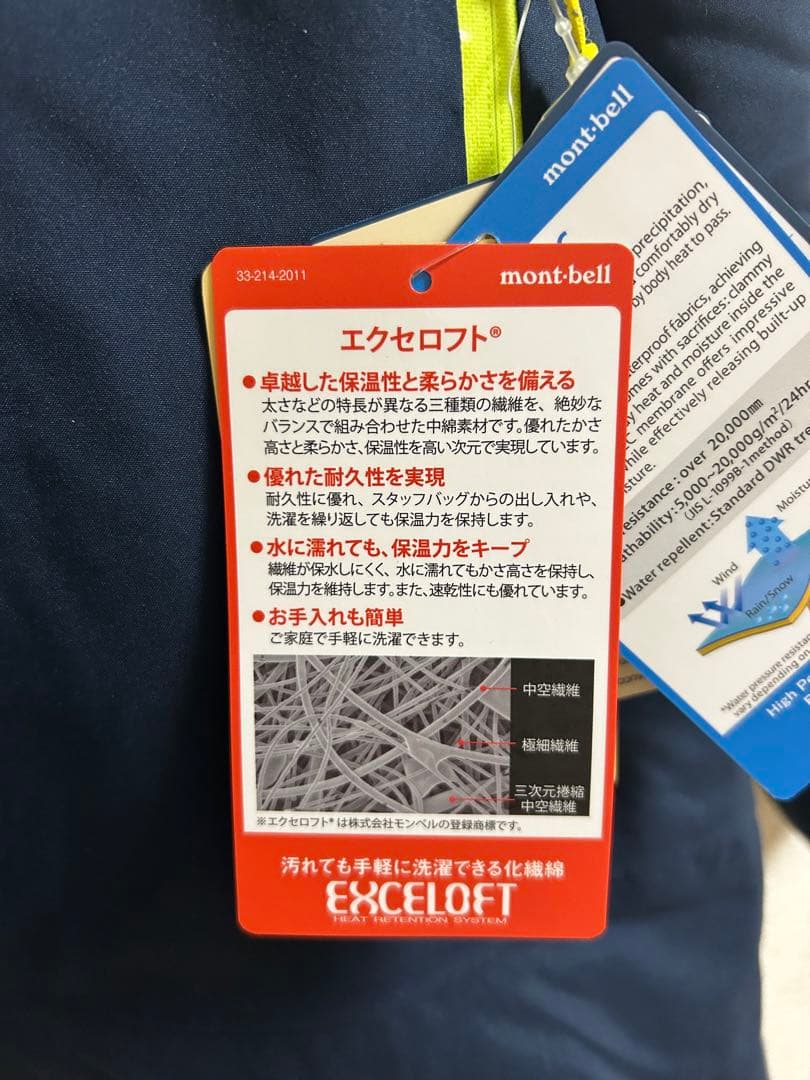 33-214-2011
mont·bell
エクセロフト®
●卓越した保温性と柔らかさを備える
太さなどの特長が異なる三種類の繊維を、絶妙な
バランスで組み合わせた中綿素材です。優れたかさ
高さと柔らかさ、保温性を高い次元で実現しています。
●優れた耐久性を実現
耐久性に優れ、スタッフバッグからの出し入れや、
洗濯を繰り返しても保温力を保持します。
●水に濡れても、保温力をキープ
繊維が保水しにくく、水に濡れてもかさ高さを保持し、
保温力を維持します。また、速乾性にも優れています。
●お手入れも簡単
ご家庭で手軽に洗濯できます。
中空繊維
極細繊維
三次元捲縮
中空繊維
※エクセロフト®は株式会社モンベルの登録商標です。
汚れても手軽に洗濯できる化繊綿
EXCELOFT
HEAT RETENTION SYSTEM
mont·bell
precipitation,
comfortably dry
by body heat to pass.
fabrics, achieving
with sacrifices: clammy
heat and moisture inside the
membrane offers impressive
while effectively releasing built-up
: over 20,000mm
:5,000~20,000g/m²/24h
(JIS L-1099B-1method)
●Water repellent:Standard DWR
Wind
Rain/Snow
*Water pressure
vary depending on
High